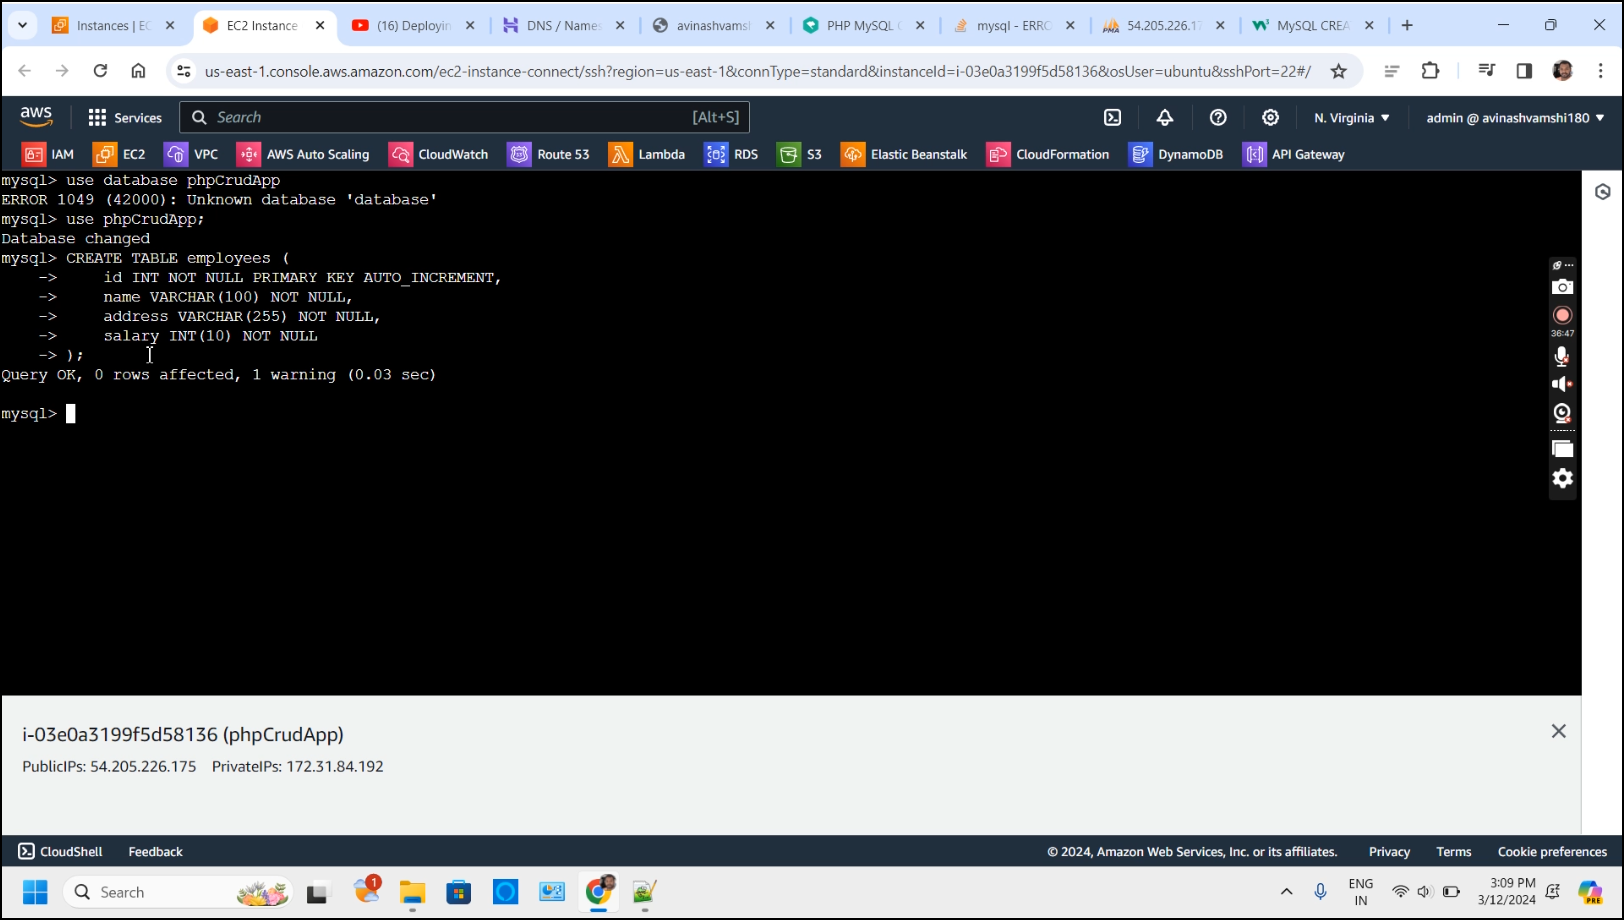 Instances | EC
EC2 Instance
(16) Deployin
DNS / Names
avinashvamsh
PHP MySQL C
mysql - ERRO
54.205.226.17
MySQL CREA
us-east-1.console.aws.amazon.com/ec2-instance-connect/ssh?region=us-east-1&connType=standard&instanceId=i-03e0a3199f5d58136&osUser=ubuntu&sshPort=22#/
aws
Services
Search
[Alt+S]
N. Virginia
admin @ avinashvamshi180
IAM
EC2
VPC
AWS Auto Scaling
CloudWatch
Route 53
Lambda
RDS
S3
Elastic Beanstalk
CloudFormation
DynamoDB
API Gateway
mysql> use database phpCrudApp
ERROR 1049 (42000): Unknown database 'database'
mysql> use phpCrudApp;
Database changed
mysql> CREATE TABLE employees (
    ->     id INT NOT NULL PRIMARY KEY AUTO_INCREMENT,
    ->     name VARCHAR(100) NOT NULL,
    ->     address VARCHAR(255) NOT NULL,
    ->     salary INT(10) NOT NULL
    -> );
Query OK, 0 rows affected, 1 warning (0.03 sec)
mysql>
36:47
i-03e0a3199f5d58136 (phpCrudApp)
PublicIPs: 54.205.226.175 PrivateIPs: 172.31.84.192
CloudShell
Feedback
© 2024, Amazon Web Services, Inc. or its affiliates.
Privacy
Terms
Cookie preferences
Search
1
ENG
IN
3:09 PM
3/12/2024
PRE